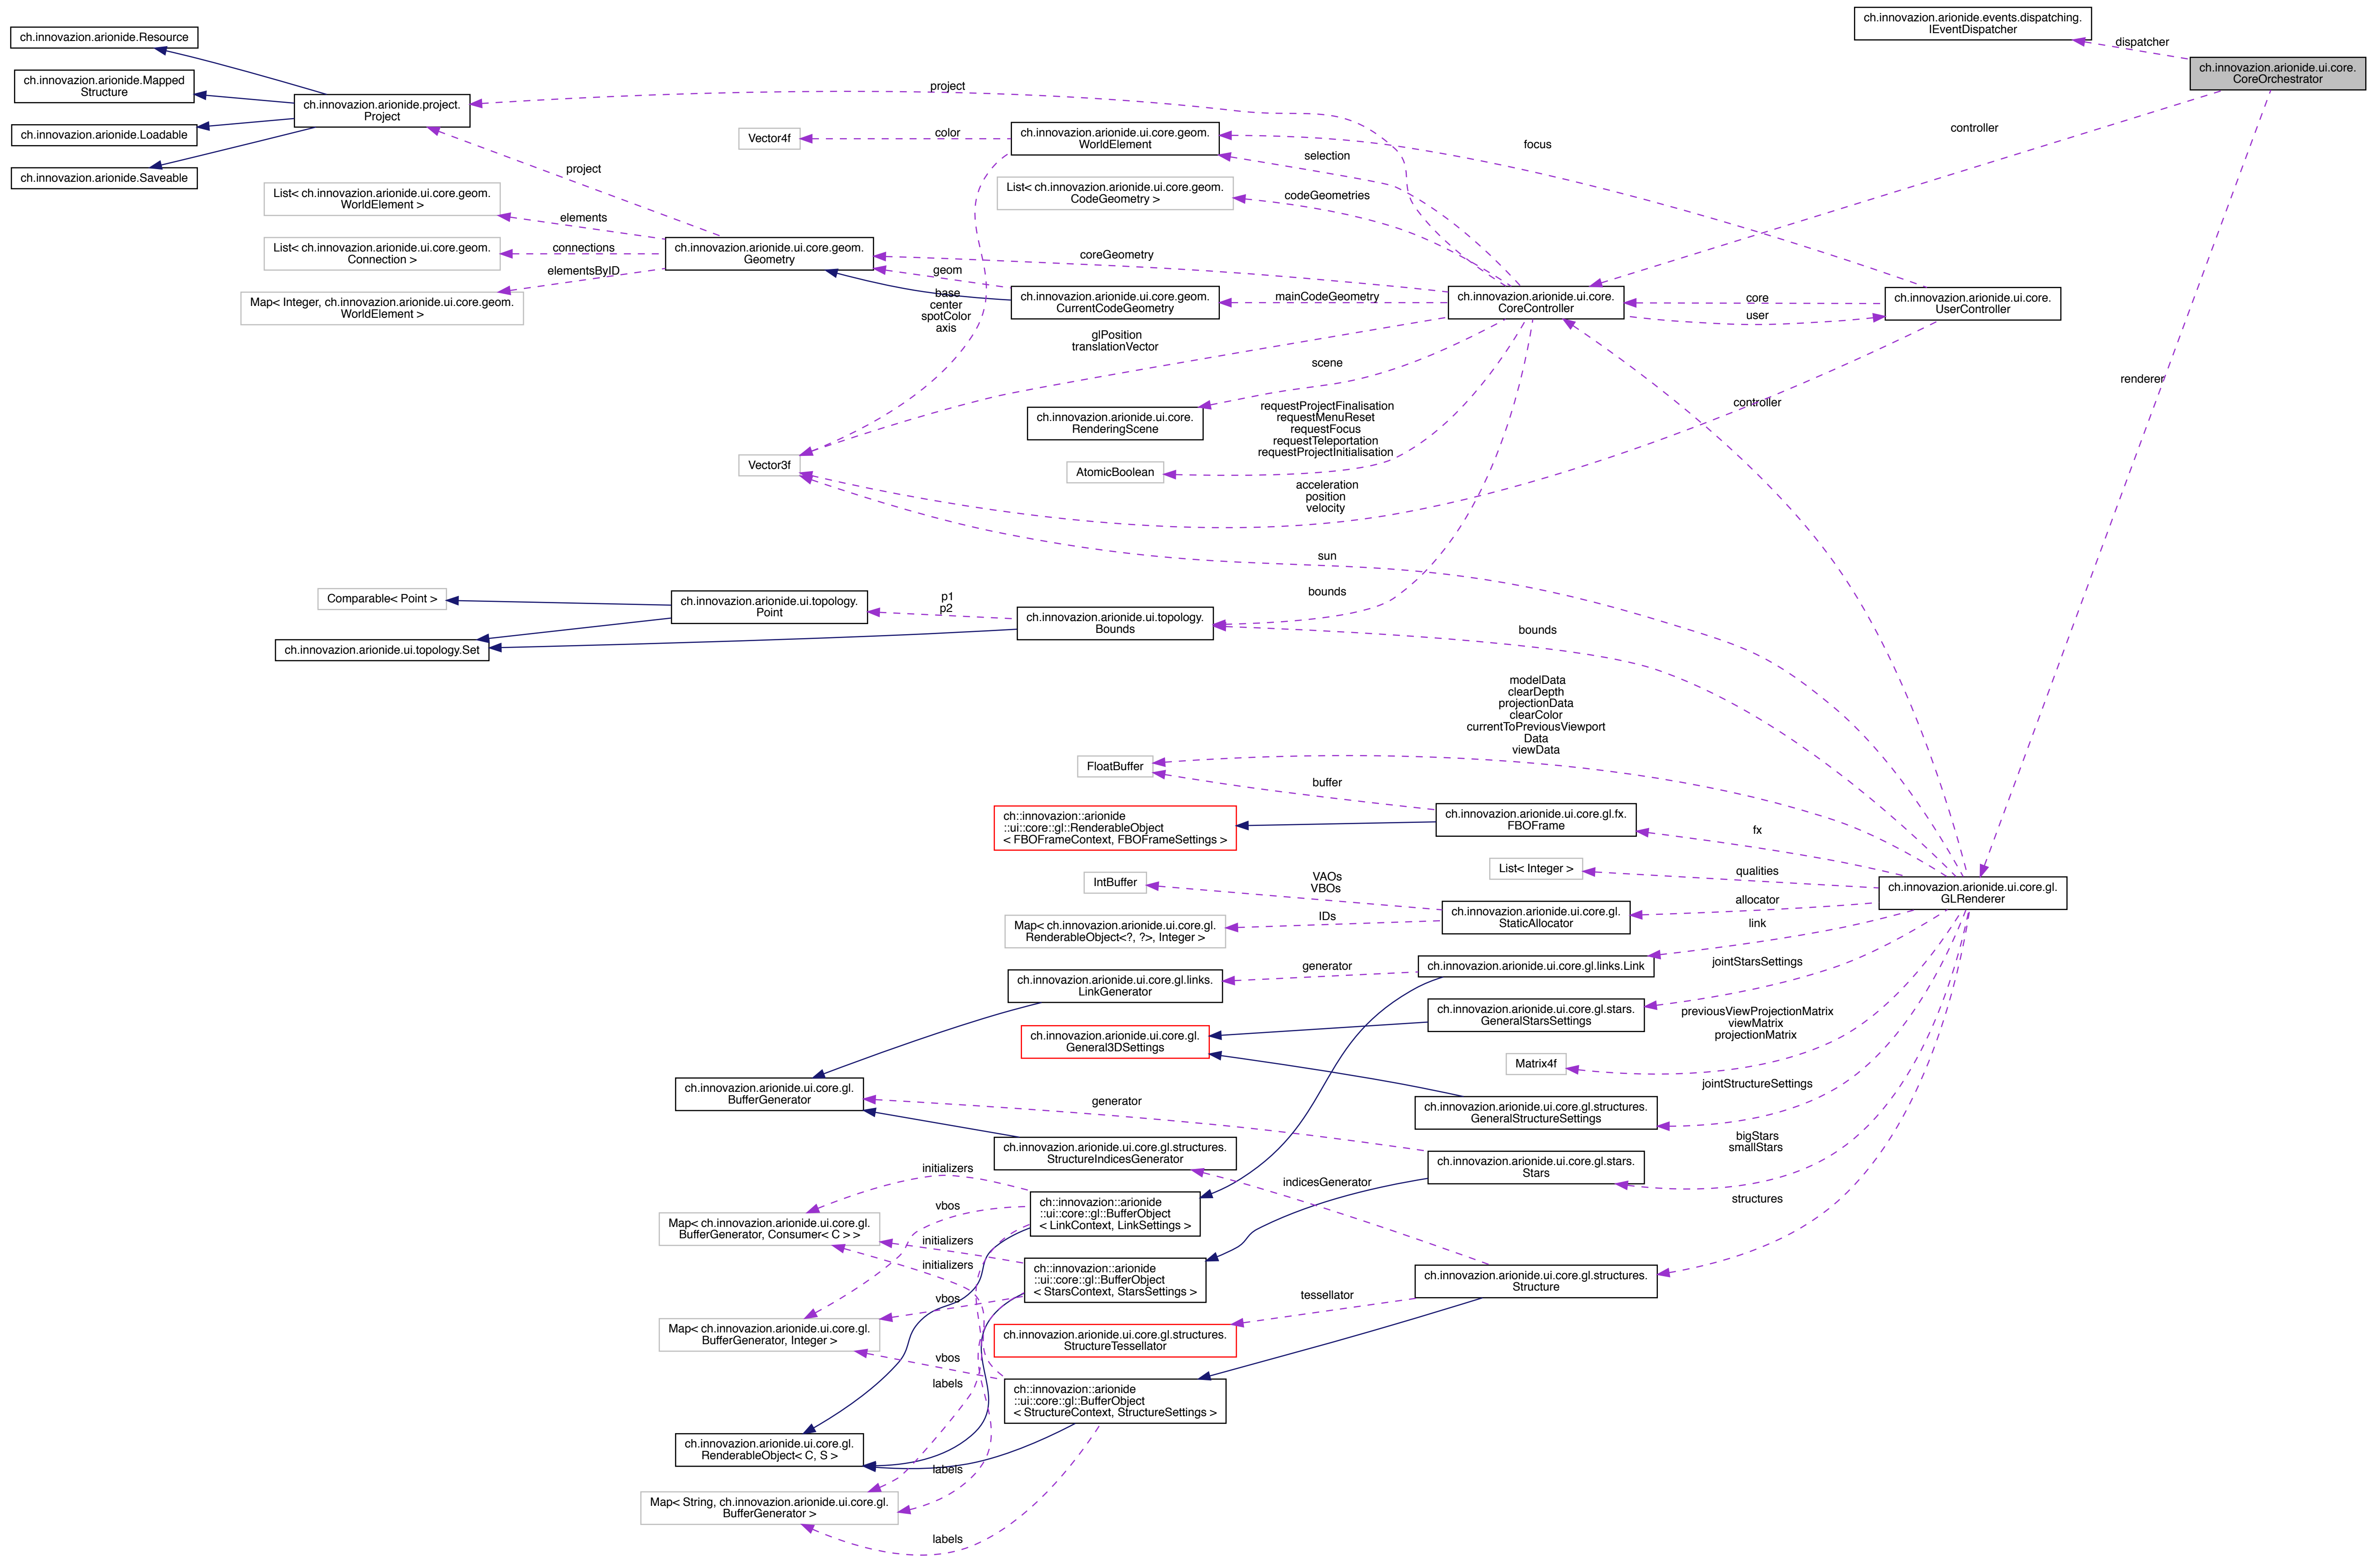 ch.innovazion.arionide.Resource
ch.innovazion.arionide.Mapped
Structure
ch.innovazion.arionide.Loadable
ch.innovazion.arionide.Saveable
ch.innovazion.arionide.project.
Project
List< ch.innovazion.arionide.ui.core.geom.
WorldElement >
List< ch.innovazion.arionide.ui.core.geom.
Connection >
Map< Integer, ch.innovazion.arionide.ui.core.geom.
WorldElement >
project
elements
connections
elementsByID
ch.innovazion.arionide.ui.core.geom.
Geometry
Vector4f
color
project
ch.innovazion.arionide.ui.core.geom.
WorldElement
List< ch.innovazion.arionide.ui.core.geom.
CodeGeometry >
selection
codeGeometries
coreGeometry
geom
ch.innovazion.arionide.ui.core.geom.
CurrentCodeGeometry
mainCodeGeometry
base
center
spotColor
axis
glPosition
translationVector
ch.innovazion.arionide.ui.core.
CoreController
core
user
ch.innovazion.arionide.ui.core.
UserController
focus
controller
ch.innovazion.arionide.events.dispatching.
IEventDispatcher
dispatcher
ch.innovazion.arionide.ui.core.
CoreOrchestrator
renderer
controller
scene
ch.innovazion.arionide.ui.core.
RenderingScene
requestProjectFinalisation
requestMenuReset
requestFocus
requestTeleportation
requestProjectInitialisation
Vector3f
AtomicBoolean
acceleration
position
velocity
sun
bounds
bounds
Comparable< Point >
ch.innovazion.arionide.ui.topology.
Point
p1
p2
ch.innovazion.arionide.ui.topology.
Bounds
ch.innovazion.arionide.ui.topology.Set
modelData
clearDepth
projectionData
clearColor
currentToPreviousViewport
Data
viewData
FloatBuffer
buffer
ch::innovazion::arionide
::ui::core::gl::RenderableObject
< FBOFrameContext, FBOFrameSettings >
ch.innovazion.arionide.ui.core.gl.fx.
FBOFrame
fx
List< Integer >
qualities
ch.innovazion.arionide.ui.core.gl.
GLRenderer
IntBuffer
VAOs
VBOs
Map< ch.innovazion.arionide.ui.core.gl.
RenderableObject<?, ?>, Integer >
IDs
ch.innovazion.arionide.ui.core.gl.
StaticAllocator
allocator
link
ch.innovazion.arionide.ui.core.gl.links.
LinkGenerator
generator
ch.innovazion.arionide.ui.core.gl.links.Link
jointStarsSettings
ch.innovazion.arionide.ui.core.gl.stars.
GeneralStarsSettings
ch.innovazion.arionide.ui.core.gl.
General3DSettings
previousViewProjectionMatrix
viewMatrix
projectionMatrix
Matrix4f
jointStructureSettings
ch.innovazion.arionide.ui.core.gl.
BufferGenerator
generator
ch.innovazion.arionide.ui.core.gl.structures.
GeneralStructureSettings
ch.innovazion.arionide.ui.core.gl.structures.
StructureIndicesGenerator
bigStars
smallStars
ch.innovazion.arionide.ui.core.gl.stars.
Stars
indicesGenerator
structures
initializers
vbos
ch::innovazion::arionide
::ui::core::gl::BufferObject
< LinkContext, LinkSettings >
Map< ch.innovazion.arionide.ui.core.gl.
BufferGenerator, Consumer< C > >
initializers
initializers
ch::innovazion::arionide
::ui::core::gl::BufferObject
< StarsContext, StarsSettings >
vbos
ch.innovazion.arionide.ui.core.gl.structures.
Structure
tessellator
Map< ch.innovazion.arionide.ui.core.gl.
BufferGenerator, Integer >
ch.innovazion.arionide.ui.core.gl.structures.
StructureTessellator
vbos
labels
ch::innovazion::arionide
::ui::core::gl::BufferObject
< StructureContext, StructureSettings >
ch.innovazion.arionide.ui.core.gl.
RenderableObject< C, S >
labels
Map< String, ch.innovazion.arionide.ui.core.gl.
BufferGenerator >
labels